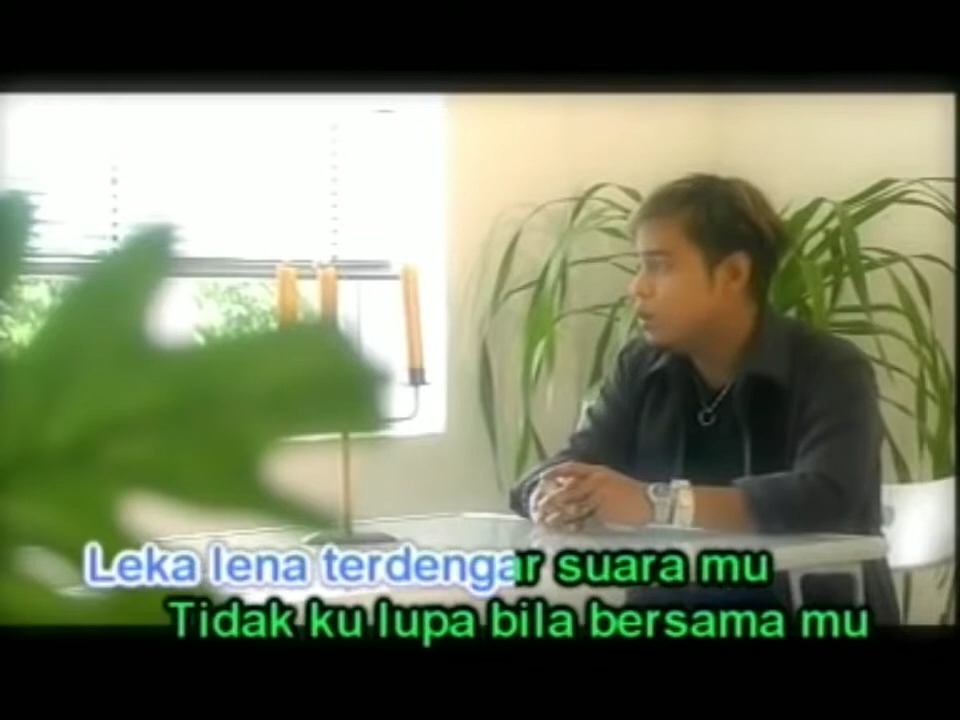 Leka lena terdengar suara mu
Tidak ku lupa bila bersama mu